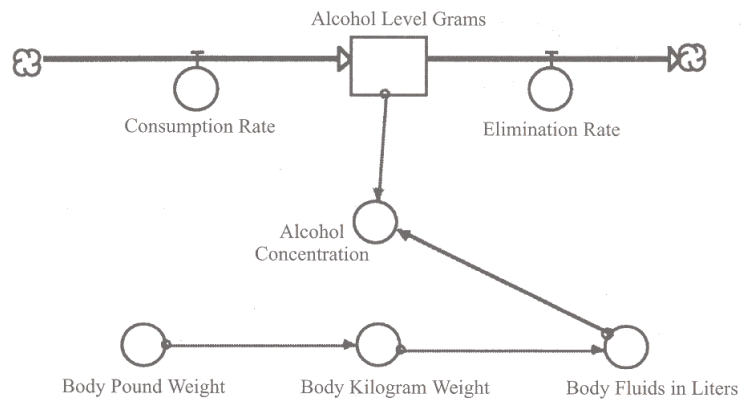 Alcohol Level Grams
Consumption Rate
Elimination Rate
Alcohol
Concentration
Body Pound Weight
Body Kilogram Weight
Body Fluids in Liters